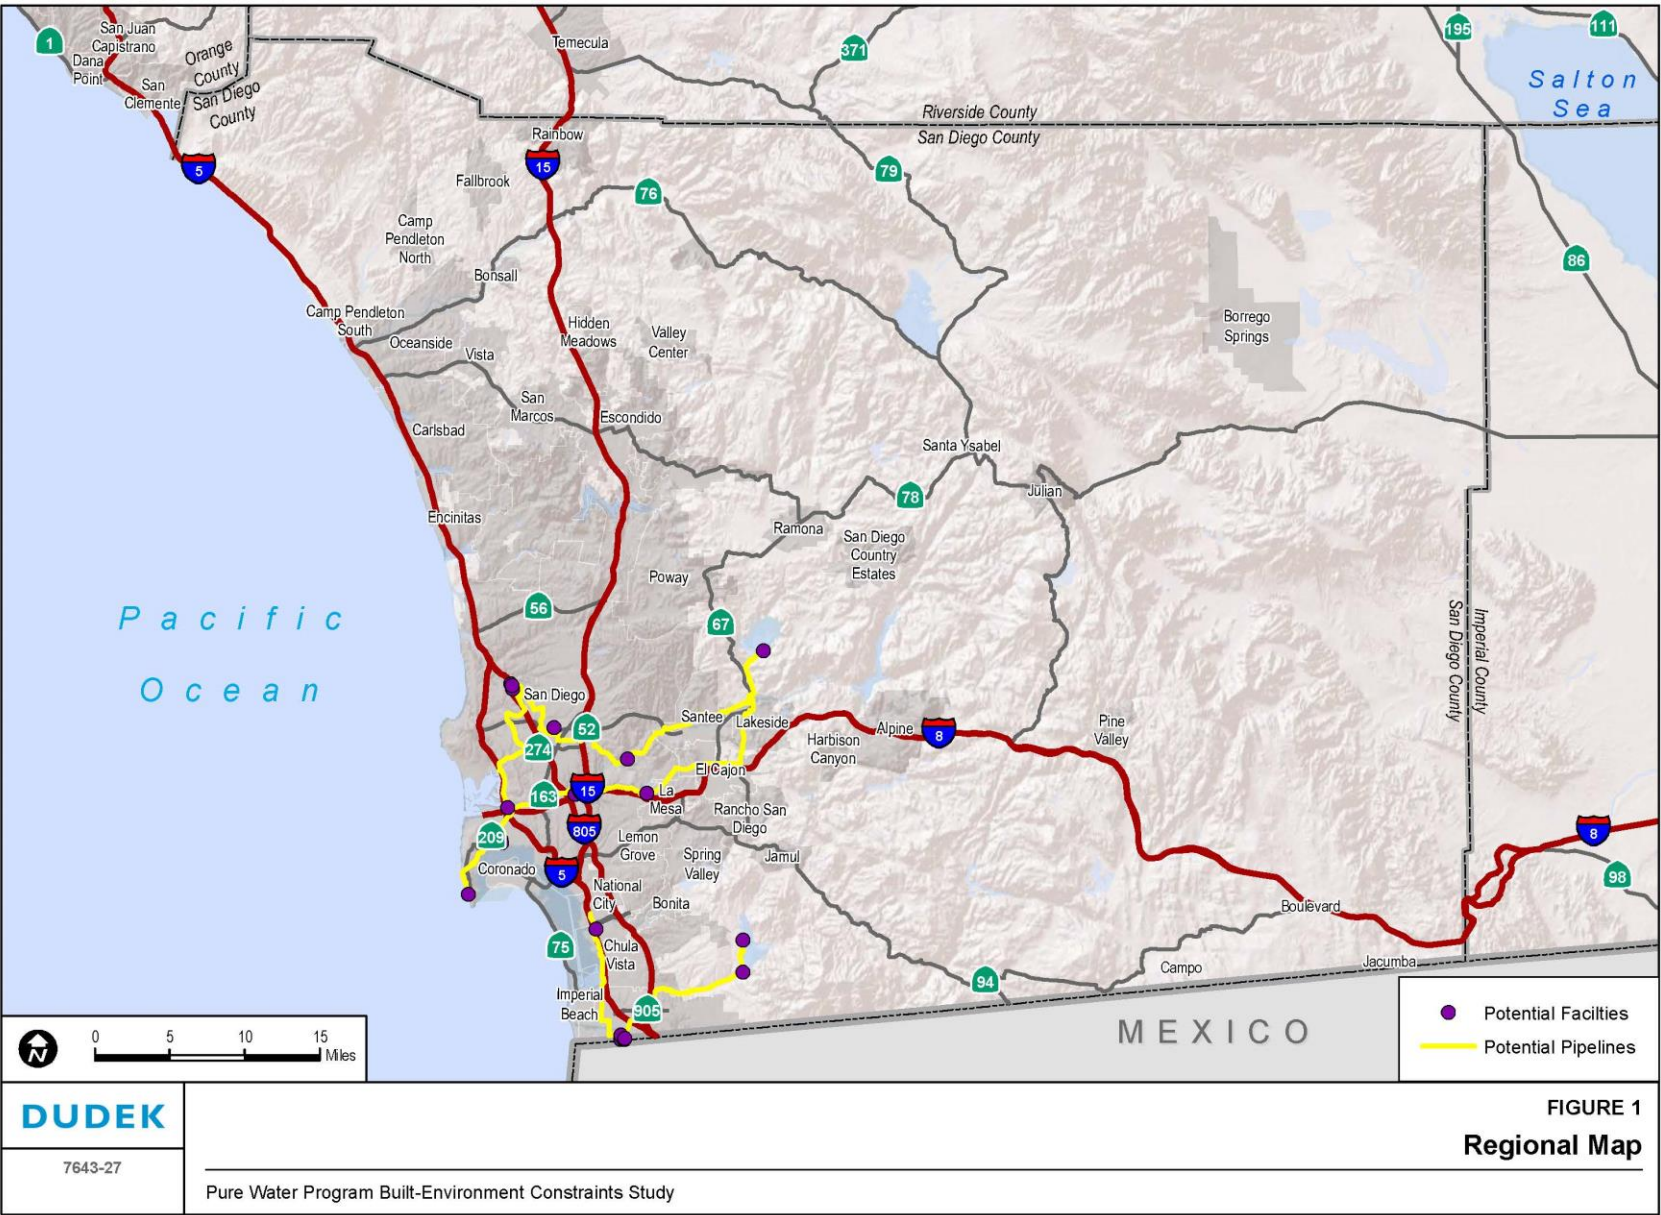 San Juan
Capistrano
Dana
Point
San
Clemente
Orange
County
San Diego
County
1
5
Temecula
371
195
111
Salton
Sea
Riverside County
San Diego County
Rainbow
15
Fallbrook
76
79
86
Camp
Pendleton
North
Bonsall
Camp Pendleton
South
Oceanside
Vista
Hidden
Meadows
Valley
Center
Borrego
Springs
San
Marcos
Escondido
Carlsbad
Santa Ysabel
78
Julian
Encinitas
Ramona
San Diego
Country
Estates
Poway
56
67
Pacific
Ocean
San Diego County
Imperial County
San Diego
52
274
Santee
Lakeside
Harbison
Canyon
Alpine
8
Pine
Valley
El Cajon
163
15
La
Mesa
Rancho San
Diego
209
805
Lemon
Grove
Spring
Valley
Jamul
8
98
Coronado
5
National
City
Bonita
Boulevard
75
Chula
Vista
Imperial
Beach
905
94
Campo
Jacumba
MEXICO
N
0 5 10 15
Miles
Potential Facilties
Potential Pipelines
DUDEK
7643-27
FIGURE 1
Regional Map
Pure Water Program Built-Environment Constraints Study